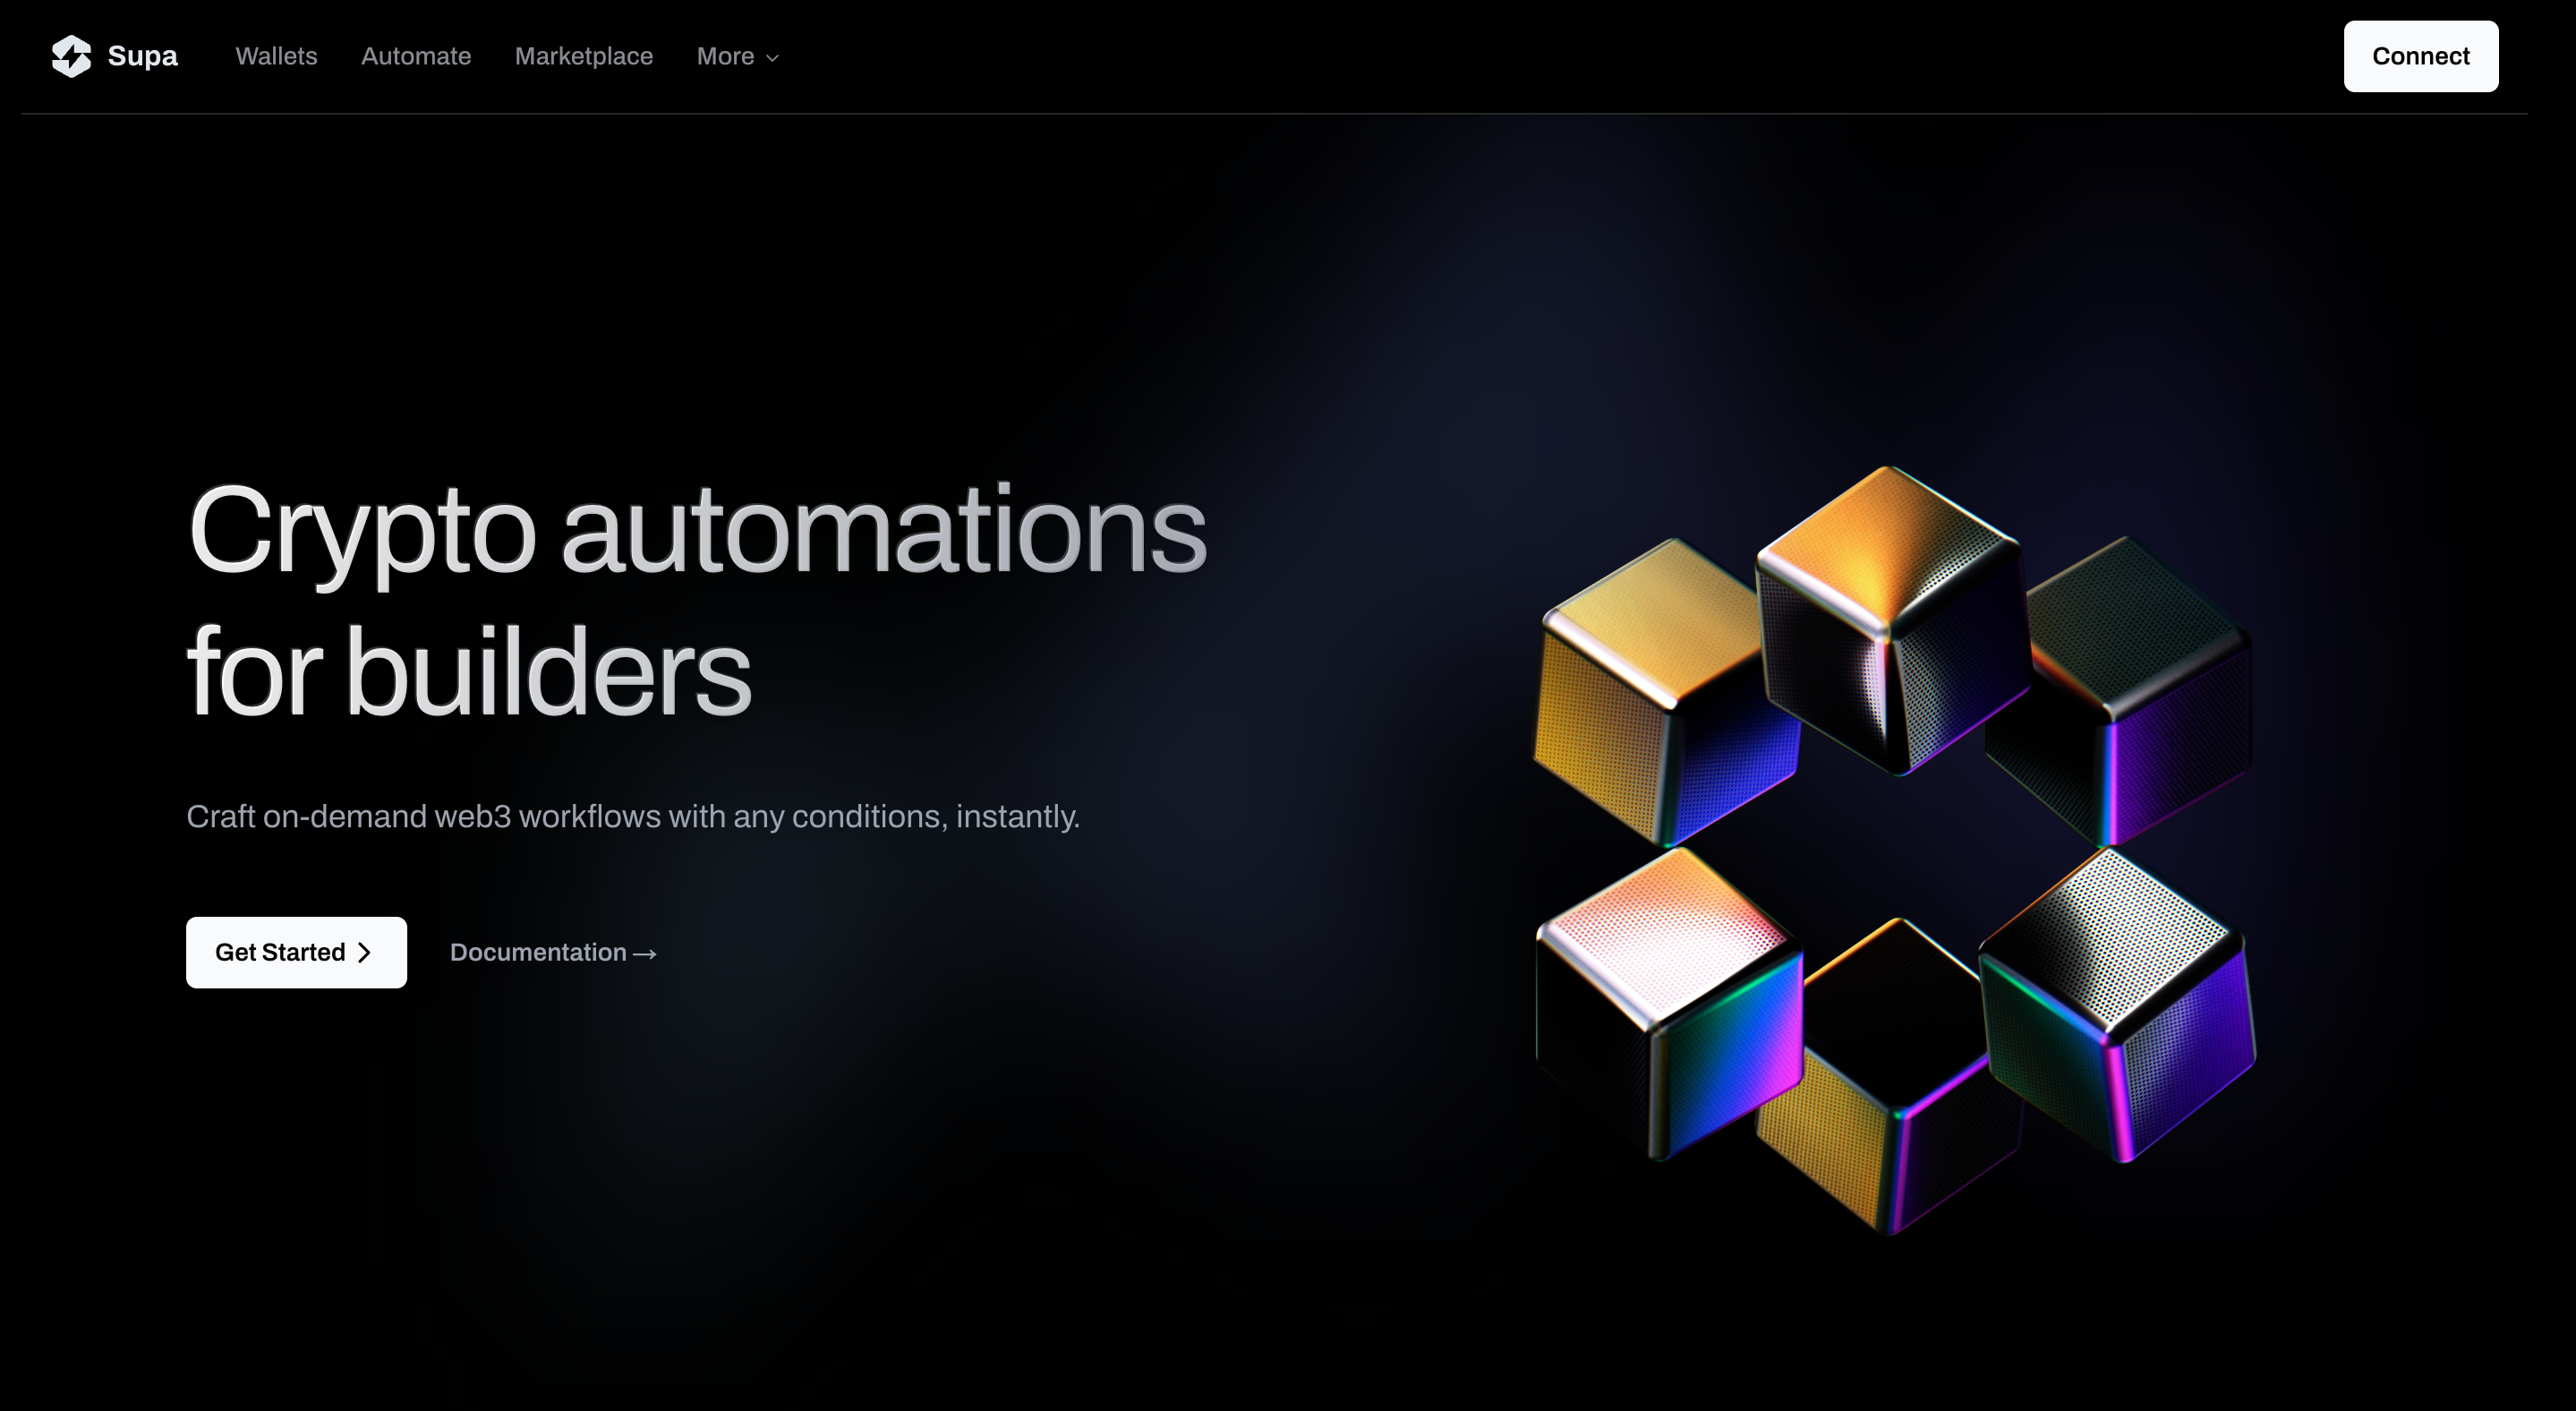 Supa
Wallets
Automate
Marketplace
More
Connect
Crypto automations
for builders
Craft on-demand web3 workflows with any conditions, instantly.
Get Started
Documentation →